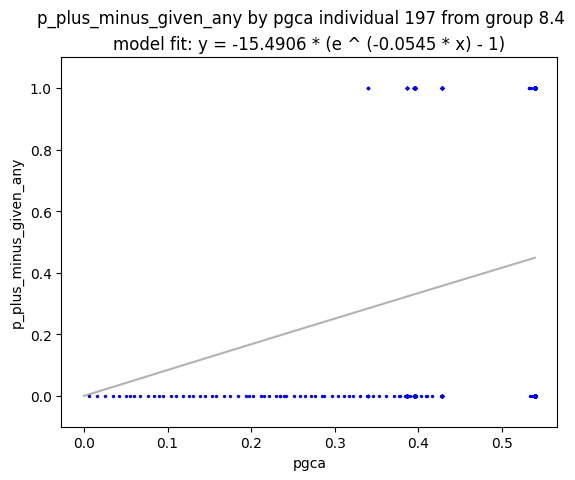 p_plus_minus_given_any by pgca individual 197 from group 8.4
model fit: y = -15.4906 * (e ^ (-0.0545 * x) - 1)
p_plus_minus_given_any
1.0
0.8
0.6
0.4
0.2
0.0
0.0 0.1 0.2 0.3 0.4 0.5
pgca